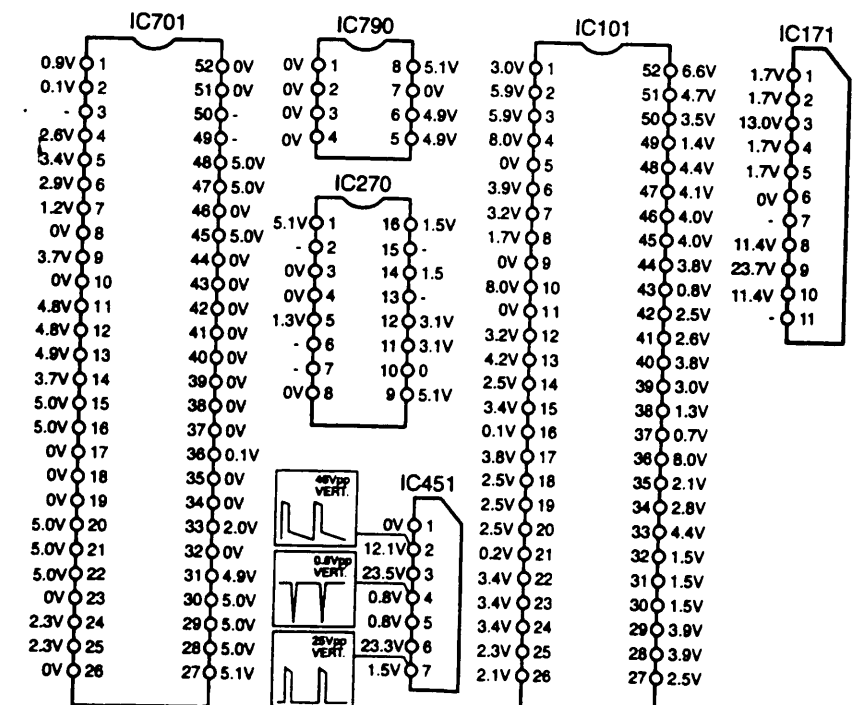 IC701
0.9V 1 52 0V
0.1V 2 51 0V
- 3 50 -
2.6V 4 49 -
3.4V 5 48 5.0V
2.9V 6 47 5.0V
1.2V 7 46 0V
0V 8 45 5.0V
3.7V 9 44 0V
0V 10 43 0V
4.8V 11 42 0V
4.8V 12 41 0V
4.9V 13 40 0V
3.7V 14 39 0V
5.0V 15 38 0V
5.0V 16 37 0V
0V 17 36 0.1V
0V 18 35 0V
0V 19 34 0V
5.0V 20 33 2.0V
5.0V 21 32 0V
5.0V 22 31 4.9V
0V 23 30 5.0V
2.3V 24 29 5.0V
2.3V 25 28 5.0V
0V 26 27 5.1V
IC790
0V 1 8 5.1V
0V 2 7 0V
0V 3 6 4.9V
0V 4 5 4.9V
IC270
5.1V 1 16 1.5V
- 2 15 -
0V 3 14 1.5
0V 4 13 -
1.3V 5 12 3.1V
- 6 11 3.1V
- 7 10 0
0V 8 9 5.1V
IC451
0V 1
12.1V 2
23.5V 3
0.8V 4
0.8V 5
23.3V 6
1.5V 7
Vpp
VERT.
Vpp
VERT.
Vpp
VERT.
IC101
3.0V 1 52 6.6V
5.9V 2 51 4.7V
5.9V 3 50 3.5V
8.0V 4 49 1.4V
0V 5 48 4.4V
3.9V 6 47 4.1V
3.2V 7 46 4.0V
1.7V 8 45 4.0V
0V 9 44 3.8V
8.0V 10 43 0.8V
0V 11 42 2.5V
3.2V 12 41 2.6V
4.2V 13 40 3.8V
2.5V 14 39 3.0V
3.4V 15 38 1.3V
0.1V 16 37 0.7V
3.8V 17 36 8.0V
2.5V 18 35 2.1V
2.5V 19 34 2.8V
2.5V 20 33 4.4V
0.2V 21 32 1.5V
3.4V 22 31 1.5V
3.4V 23 30 1.5V
3.4V 24 29 3.9V
2.3V 25 28 3.9V
2.1V 26 27 2.5V
IC171
1.7V 1
1.7V 2
13.0V 3
1.7V 4
1.7V 5
0V 6
- 7
11.4V 8
23.7V 9
11.4V 10
- 11